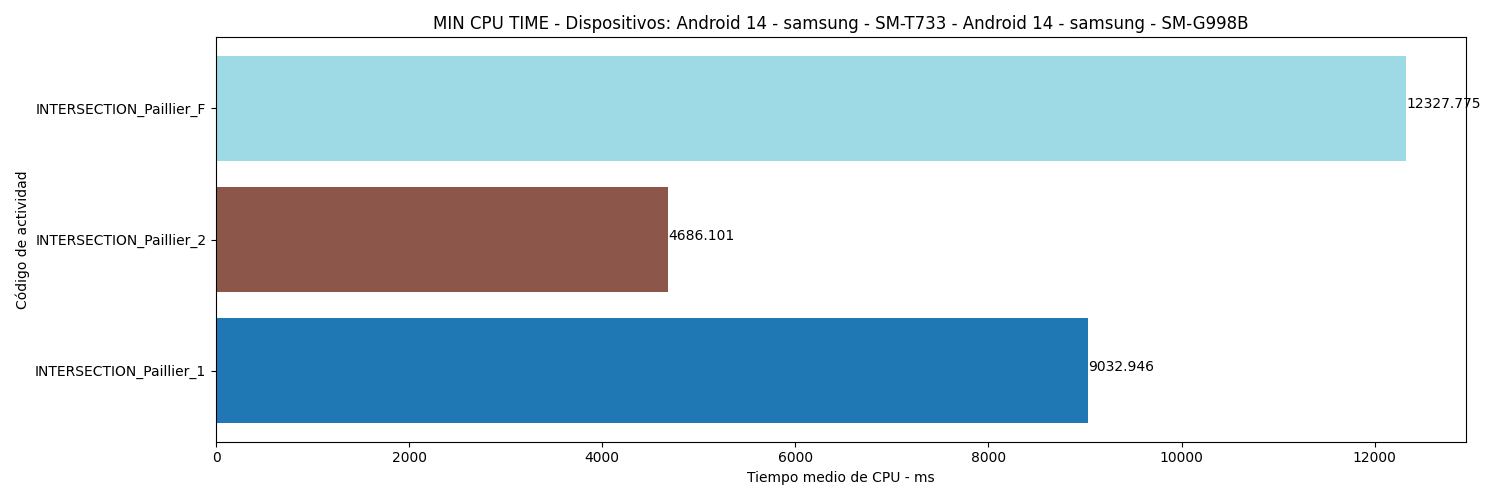 MIN CPU TIME - Dispositivos: Android 14 - samsung - SM-T733 - Android 14 - samsung - SM-G998B
Código de actividad
INTERSECTION_Paillier_F
12327.775
INTERSECTION_Paillier_2
4686.101
INTERSECTION_Paillier_1
9032.946
0 2000 4000 6000 8000 10000 12000
Tiempo medio de CPU - ms